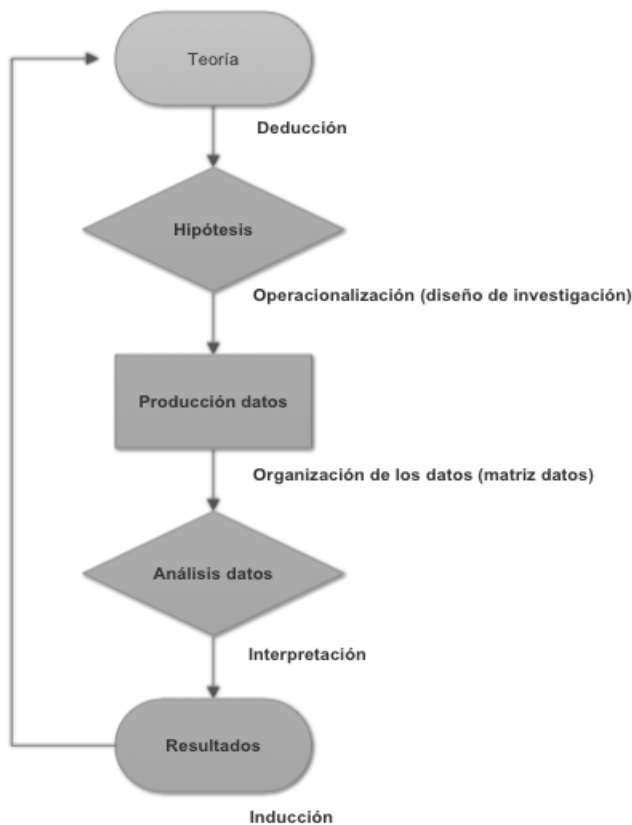 Teoría
Deducción
Hipótesis
Operacionalización (diseño de investigación)
Producción datos
Organización de los datos (matriz datos)
Análisis datos
Interpretación
Resultados
Inducción